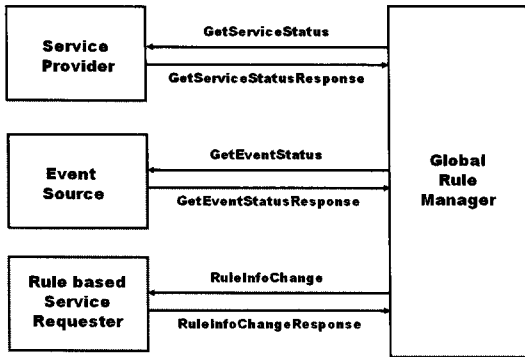 GetServiceStatus
Service
Provider
GetServiceStatusResponse
GetEventStatus
Event
Source
GetEventStatusResponse
Global
Rule
Manager
RuleInfoChange
Rule based
Service
Requester
RuleInfoChangeResponse